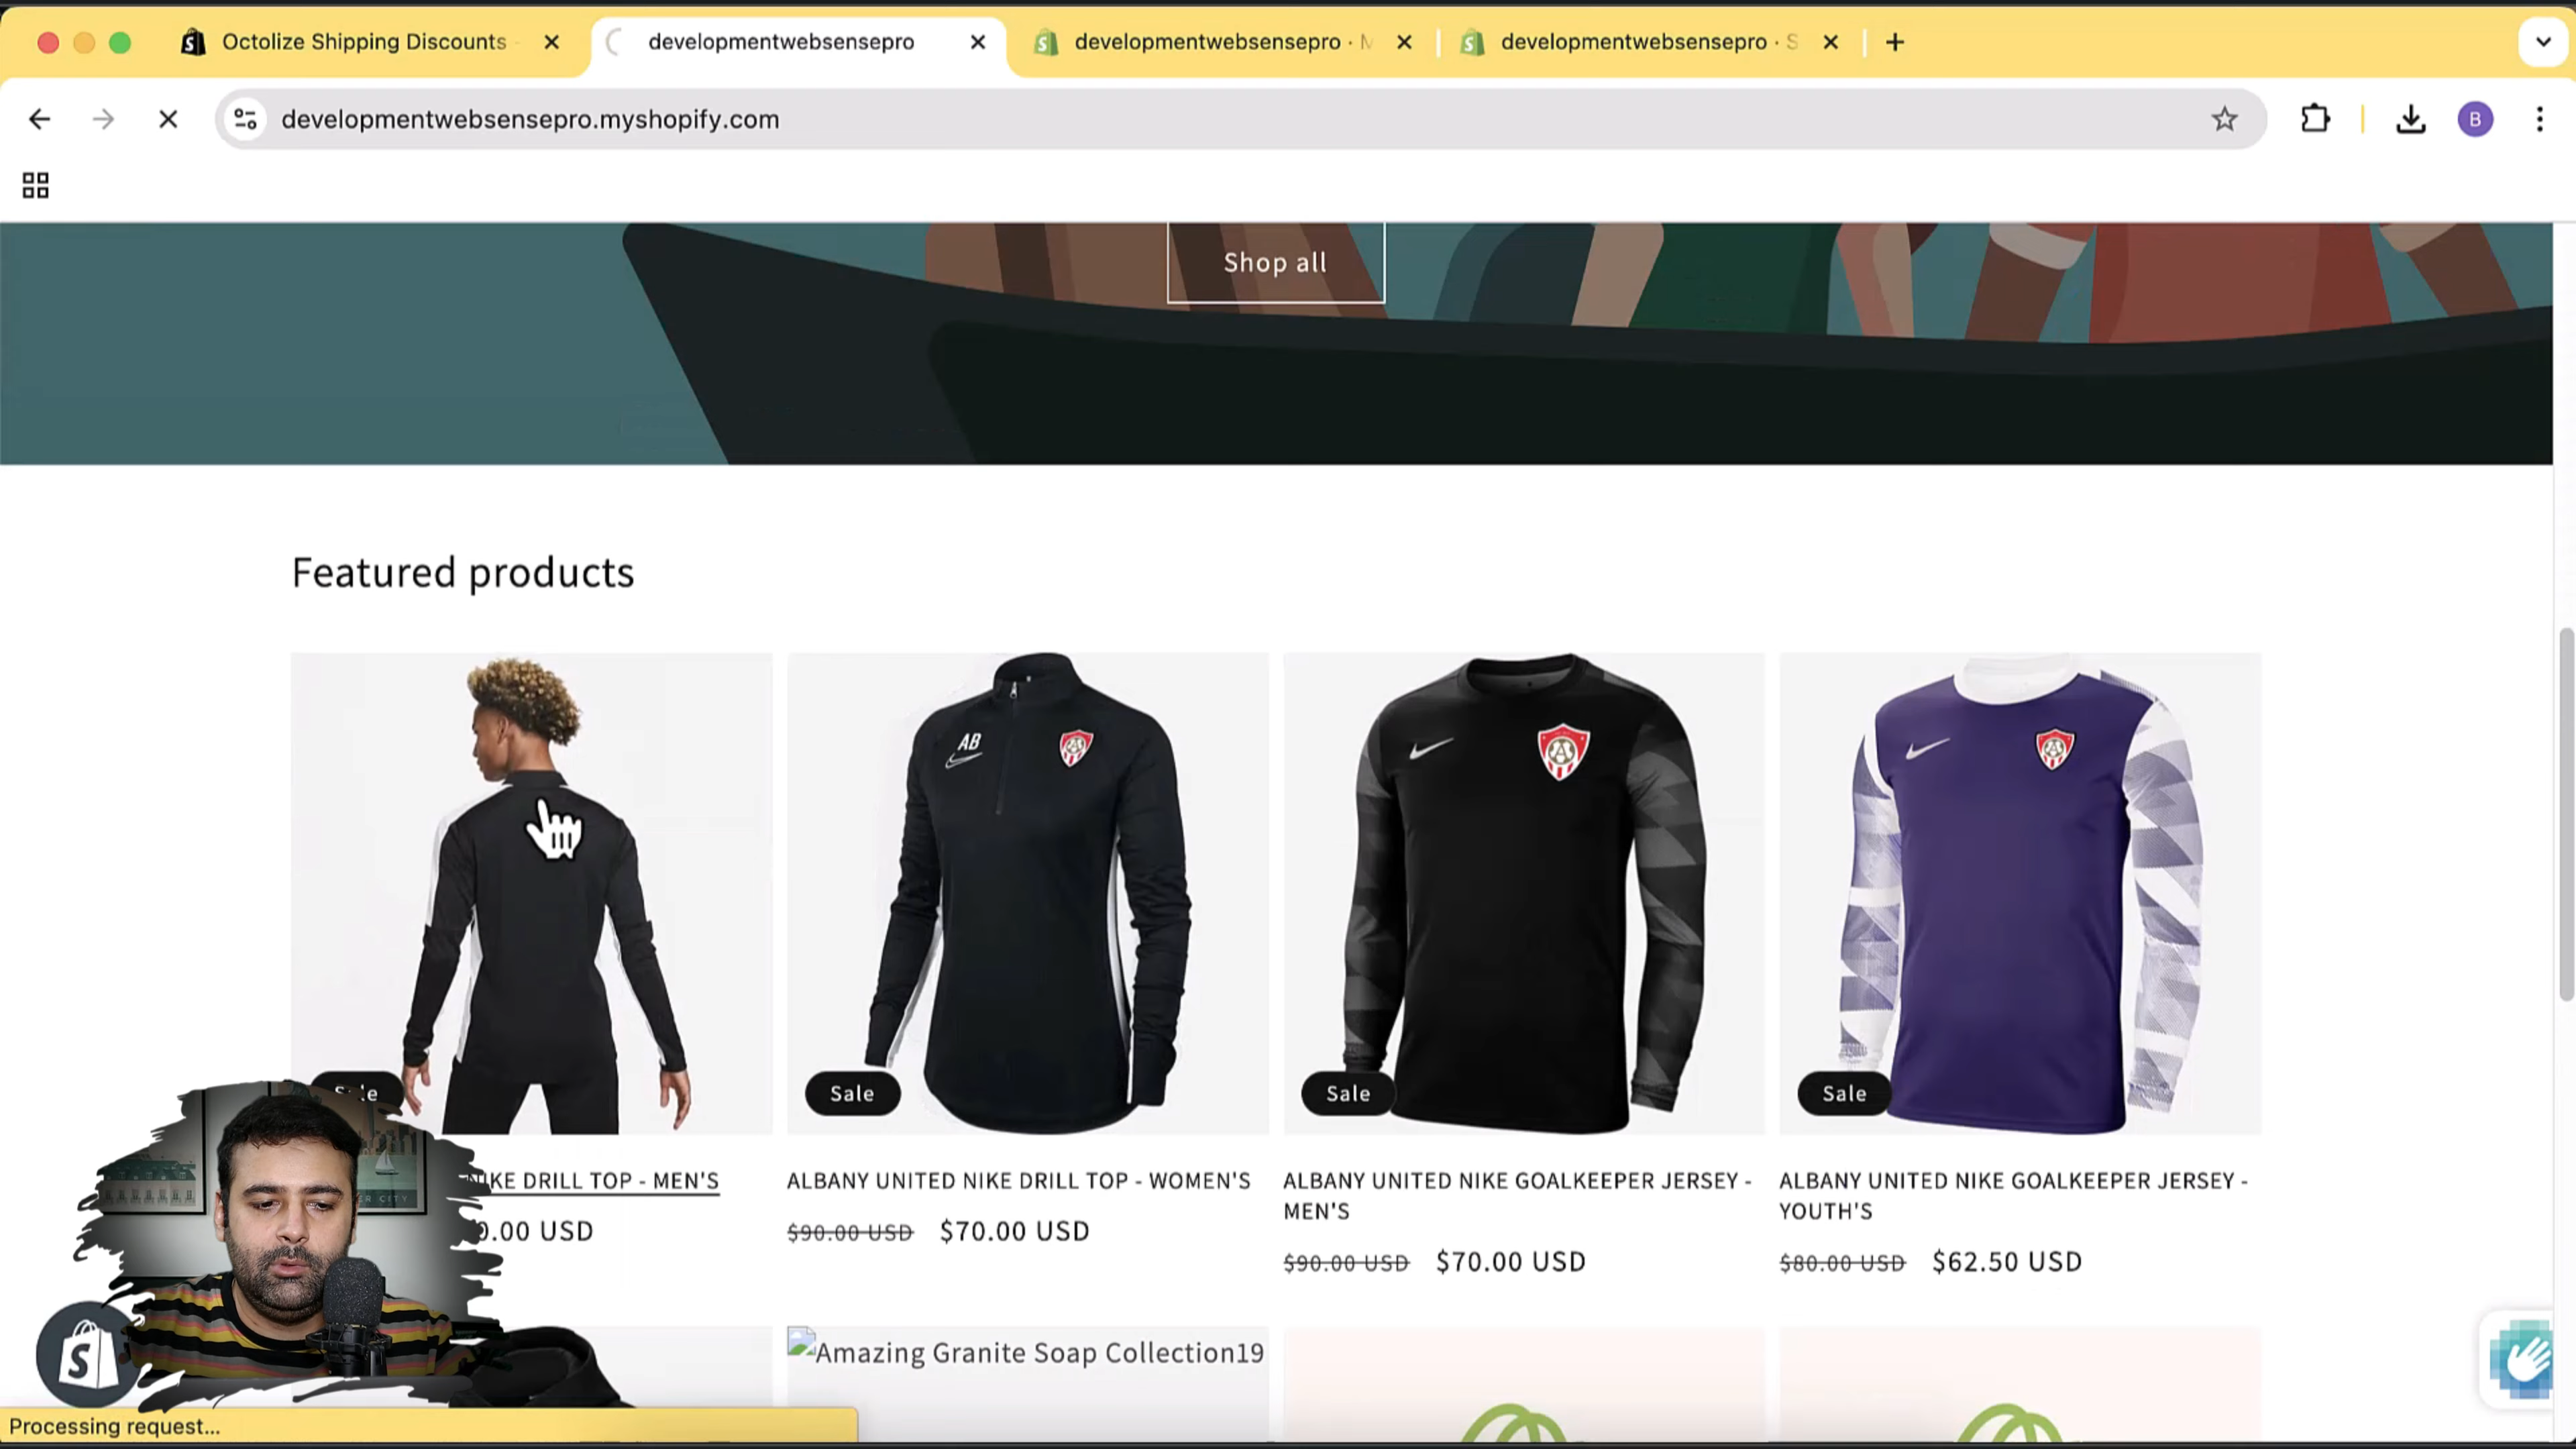 Octolize Shipping Discounts
developmentwebsensepro
developmentwebsensepro · M
developmentwebsensepro · S
developmentwebsensepro.myshopify.com
B
Shop all
Featured products
AB
Sale
Sale
Sale
NIKE DRILL TOP - MEN'S
ALBANY UNITED NIKE DRILL TOP - WOMEN'S
ALBANY UNITED NIKE GOALKEEPER JERSEY -
MEN'S
ALBANY UNITED NIKE GOALKEEPER JERSEY -
YOUTH'S
0.00 USD
$90.00 USD $70.00 USD
$90.00 USD $70.00 USD
$80.00 USD $62.50 USD
Amazing Granite Soap Collection19
Processing request...